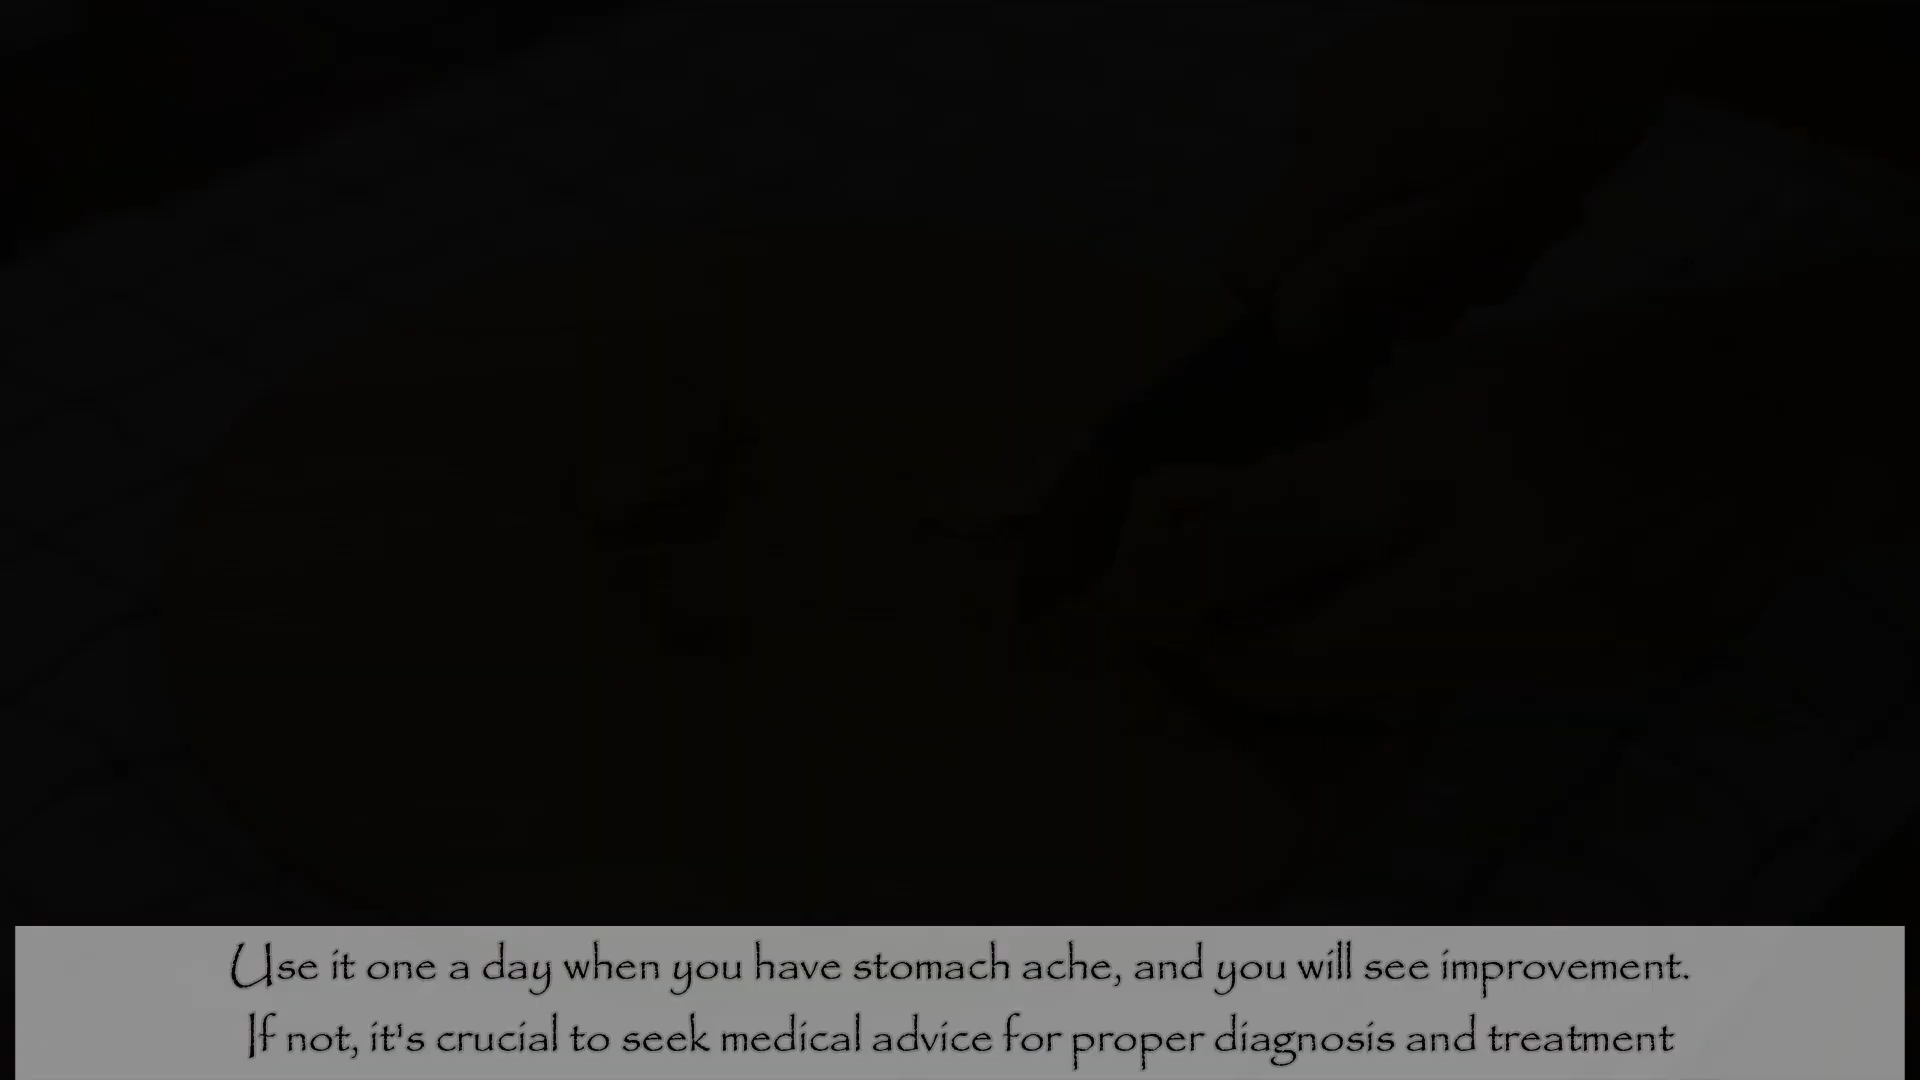 Use it one a day when you have stomach ache, and you will see improvement.
If not, it's crucial to seek medical advice for proper diagnosis and treatment